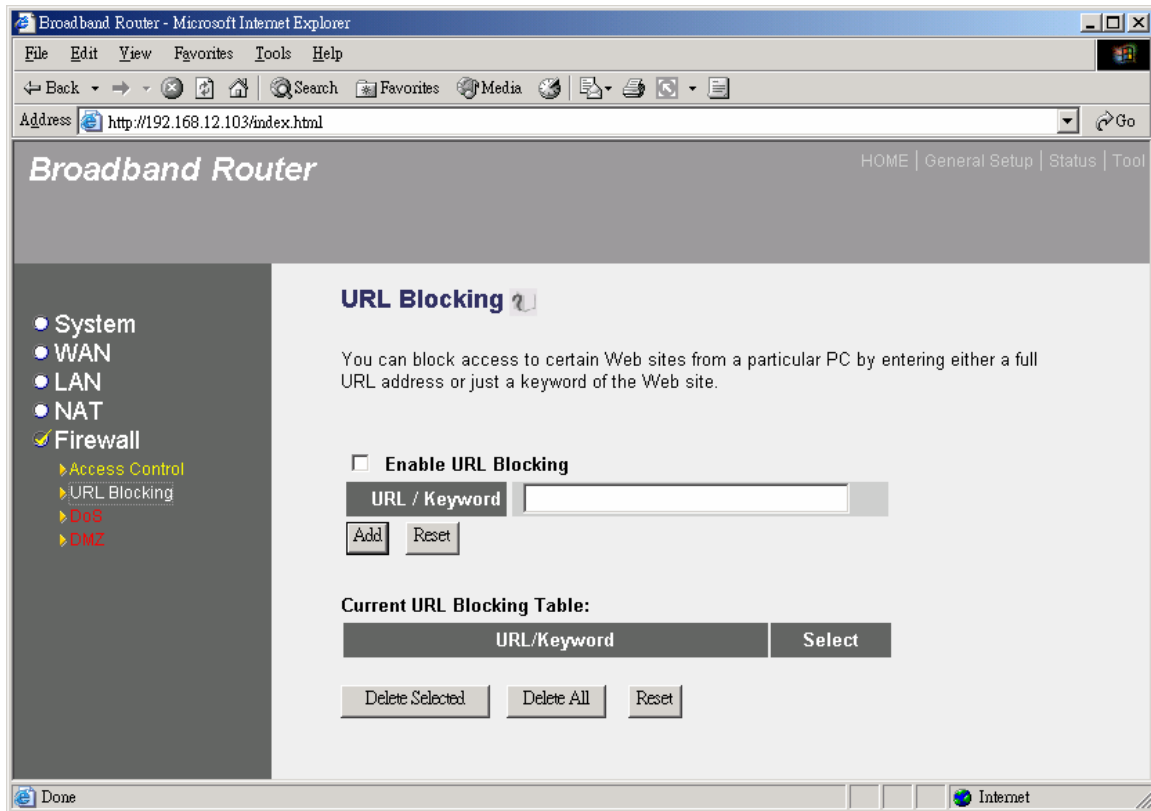 Broadband Router - Microsoft Internet Explorer
File Edit View Favorites Tools Help
Back Search Favorites Media
Address http://192.168.12.103/index.html Go
Broadband Router
HOME | General Setup | Status | Tool
System
WAN
LAN
NAT
Firewall
Access Control
URL Blocking
DoS
DMZ
URL Blocking
You can block access to certain Web sites from a particular PC by entering either a full
URL address or just a keyword of the Web site.
Enable URL Blocking
URL / Keyword
Add Reset
Current URL Blocking Table:
URL/Keyword Select
Delete Selected Delete All Reset
Done Internet